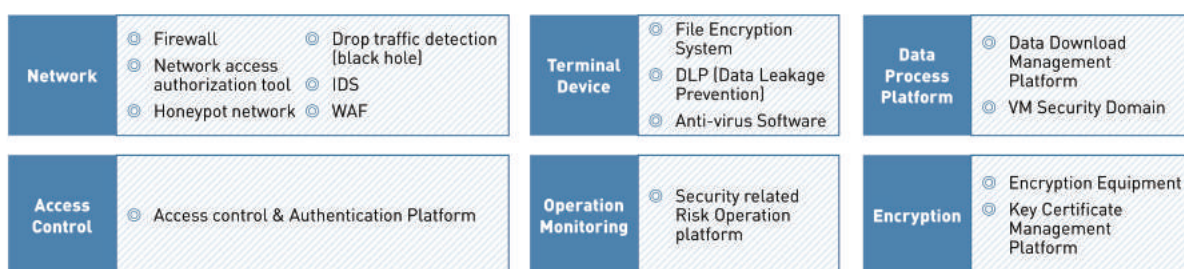 Network
Firewall
Network access
authorization tool
Honeypot network
Drop traffic detection
(black hole)
IDS
WAF
Terminal
Device
File Encryption
System
DLP (Data Leakage
Prevention)
Anti-virus Software
Data
Process
Platform
Data Download
Management
Platform
VM Security Domain
Access
Control
Access control & Authentication Platform
Operation
Monitoring
Security related
Risk Operation
platform
Encryption
Encryption Equipment
Key Certificate
Management
Platform